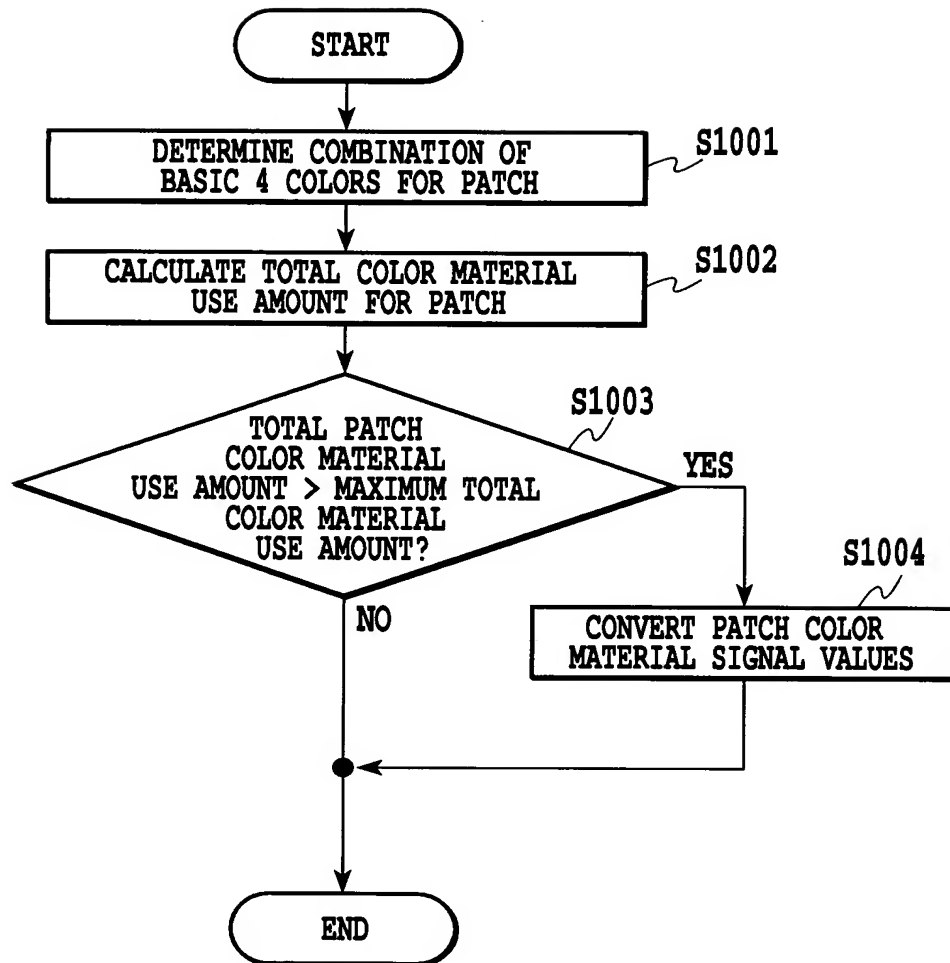 START
DETERMINE COMBINATION OF
BASIC 4 COLORS FOR PATCH
S1001
CALCULATE TOTAL COLOR MATERIAL
USE AMOUNT FOR PATCH
S1002
TOTAL PATCH
COLOR MATERIAL
USE AMOUNT > MAXIMUM TOTAL
COLOR MATERIAL
USE AMOUNT?
S1003
YES
NO
S1004
CONVERT PATCH COLOR
MATERIAL SIGNAL VALUES
END